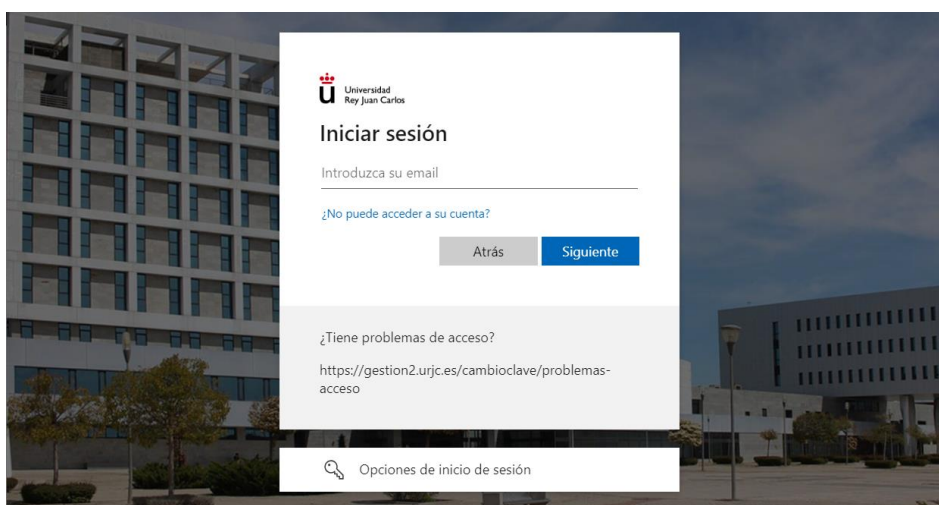 Universidad
Rey Juan Carlos
Iniciar sesión
Introduzca su email
¿No puede acceder a su cuenta?
Atrás Siguiente
¿Tiene problemas de acceso?
https://gestion2.urjc.es/cambioclave/problemas-
acceso
Opciones de inicio de sesión